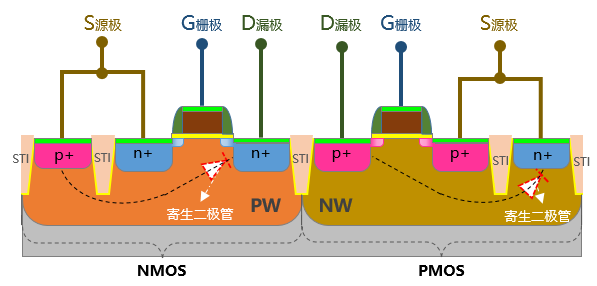 S源极 G栅极 D漏极 D漏极 G栅极 S源极
STI p+ STI n+ n+ STI p+ p+ STI n+ STI
PW NW
寄生二极管 寄生二极管
NMOS PMOS